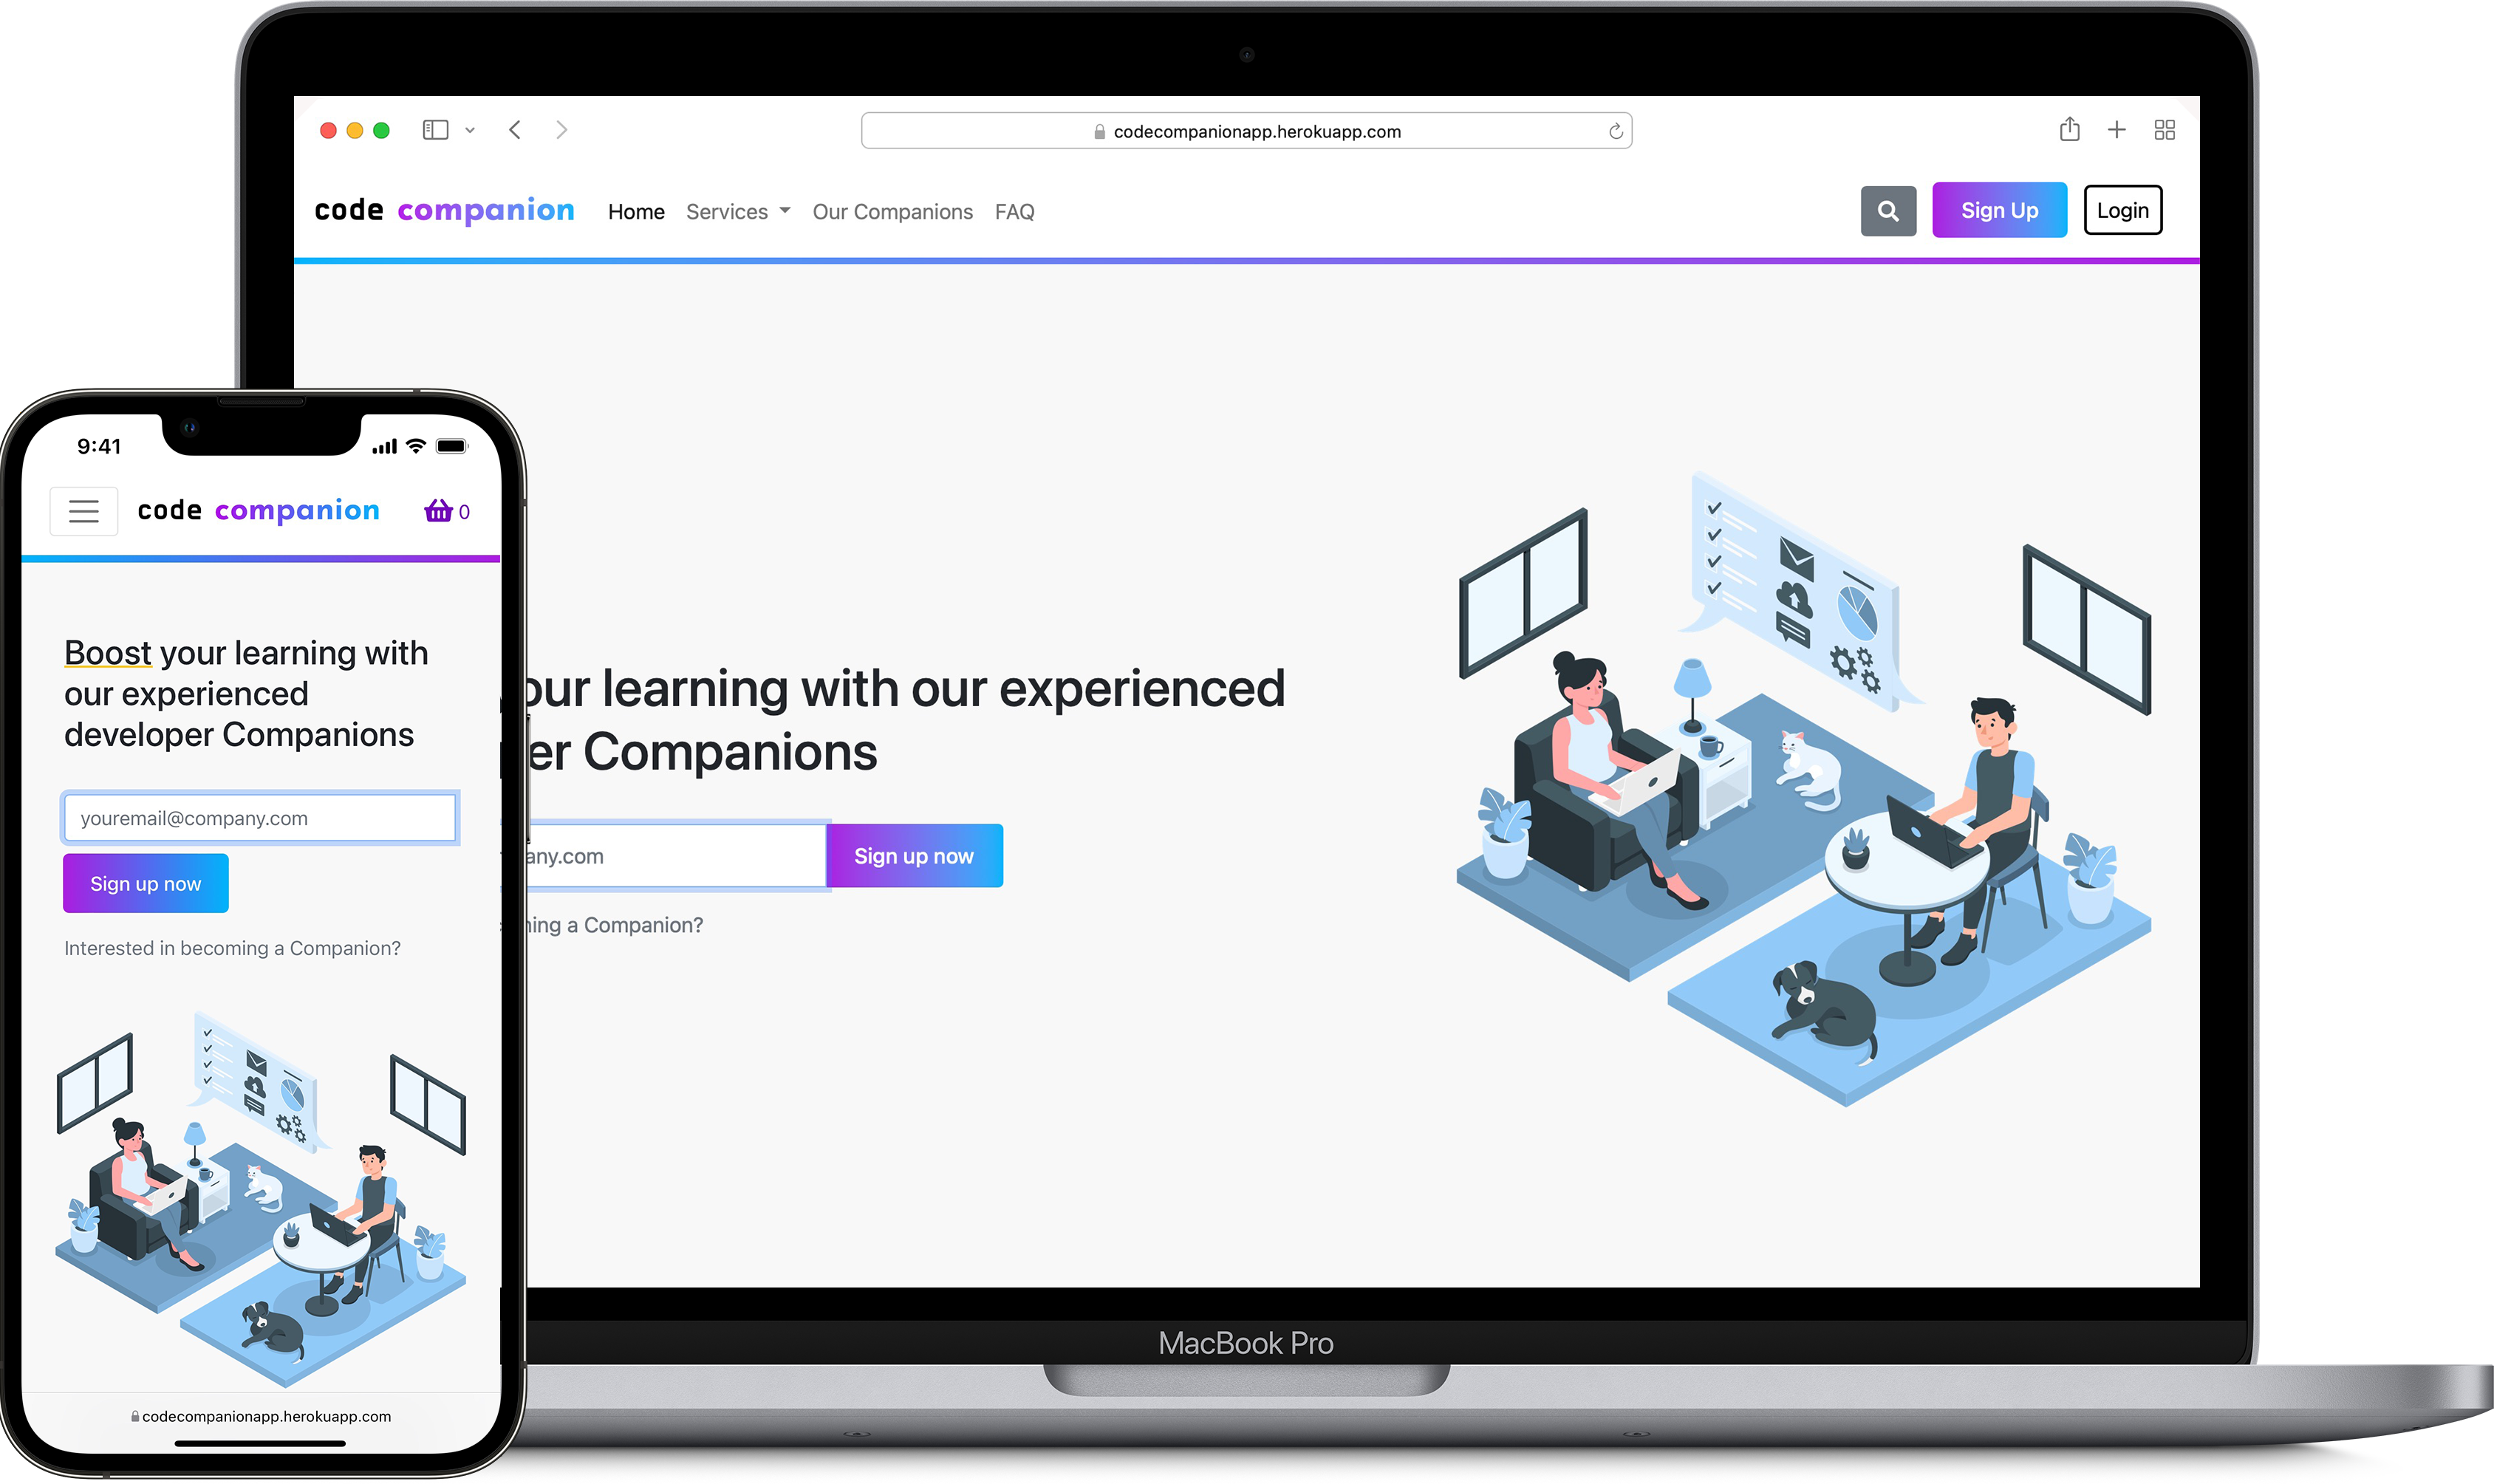 codecompanionapp.herokuapp.com
code companion Home Services Our Companions FAQ Sign Up Login
our learning with our experienced
er Companions
any.com Sign up now
ning a Companion?
MacBook Pro
9:41
code companion 0
Boost your learning with
our experienced
developer Companions
youremail@company.com
Sign up now
Interested in becoming a Companion?
codecompanionapp.herokuapp.com